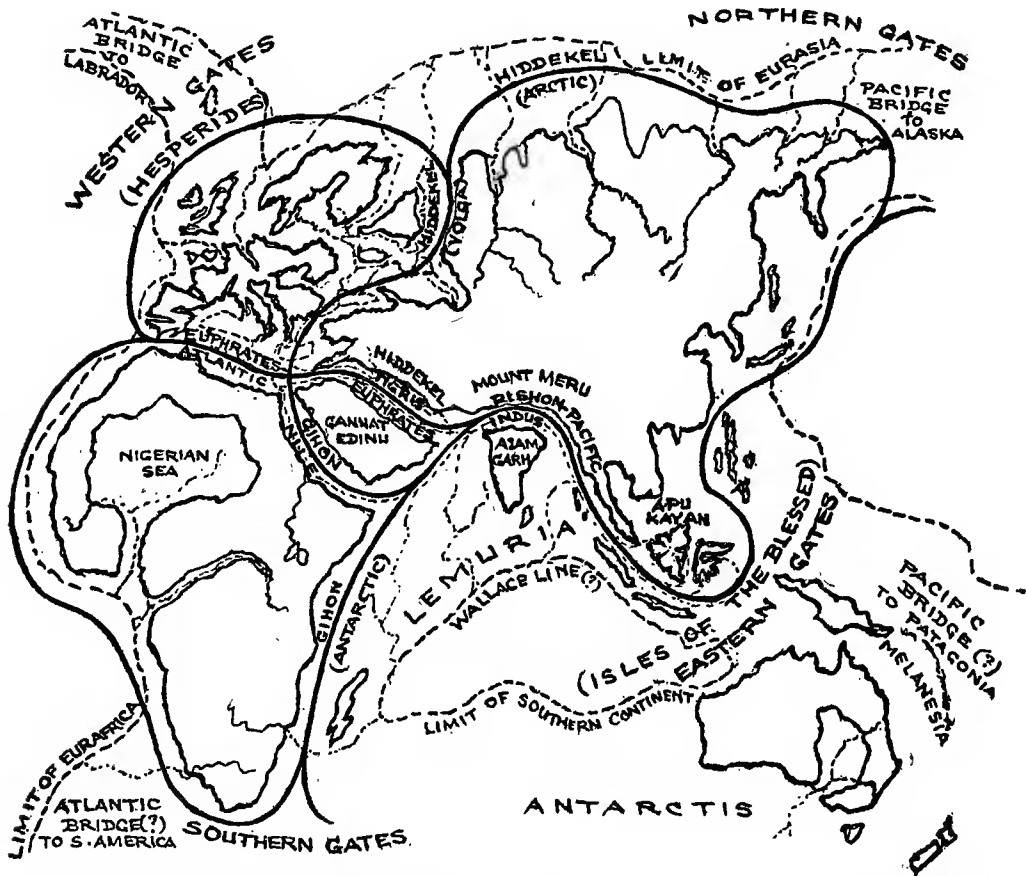 ATLANTIC
BRIDGE
TO
LABRADOR
WESTERN GATES
(HESPERIDES)
NORTHERN GATES
HIDDEKEL
(ARCTIC)
LIMIT OF EURASIA
PACIFIC
BRIDGE
to
ALASKA
HIDDEKEL
(VOLGA)
EUPHRATES
ATLANTIC
HIDDEKEL
TIGRIS
EUPHRATES
GANNAT
EDINU
GIHON
NILE
MOUNT MERU
PISHON-PACIFIC
INDUS
AZAM
GARH
NIGERIAN
SEA
APU
KAYAN
LEMURIA
WALLACE LINE(?)
GIHON
(ANTARCTIC)
(ISLES OF THE BLESSED)
EASTERN GATES
PACIFIC
BRIDGE(?)
TO PATAGONIA
MELANESIA
LIMIT OF SOUTHERN CONTINENT
LIMIT OF EURAFRICA
ATLANTIC
BRIDGE(?)
TO S. AMERICA
SOUTHERN GATES
ANTARCTIS